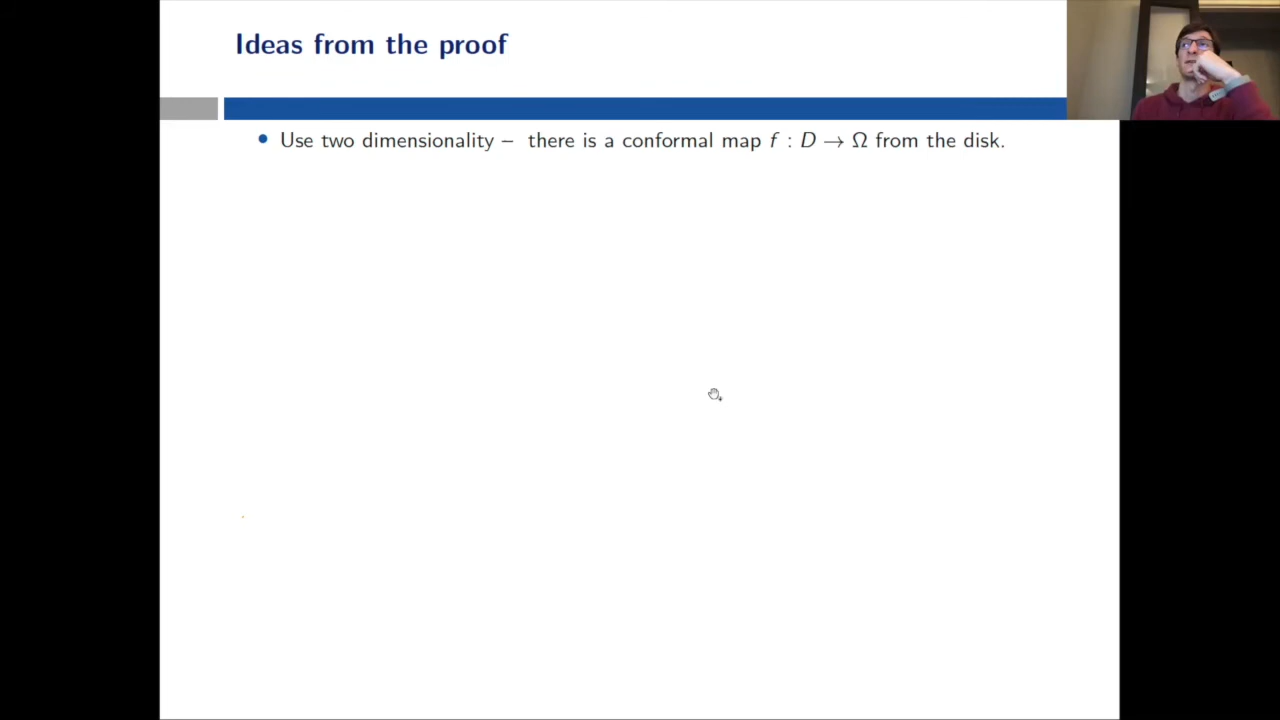 Ideas from the proof
• Use two dimensionality – there is a conformal map f : D → Ω from the disk.